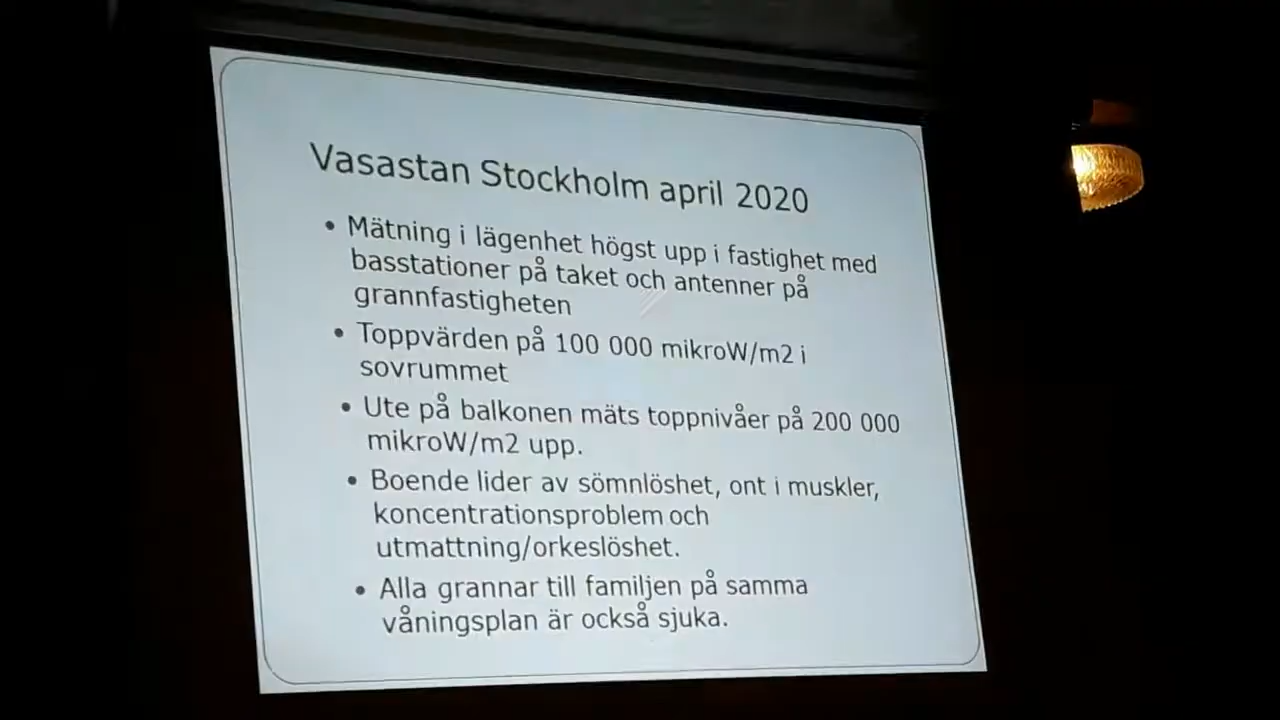 Vasastan Stockholm april 2020
• Mätning i lägenhet högst upp i fastighet med
basstationer på taket och antenner på
grannfastigheten
• Toppvärden på 100 000 mikroW/m2 i
sovrummet
• Ute på balkonen mäts toppnivåer på 200 000
mikroW/m2 upp.
• Boende lider av sömnlöshet, ont i muskler,
koncentrationsproblem och
utmattning/orkeslöshet.
• Alla grannar till familjen på samma
våningsplan är också sjuka.